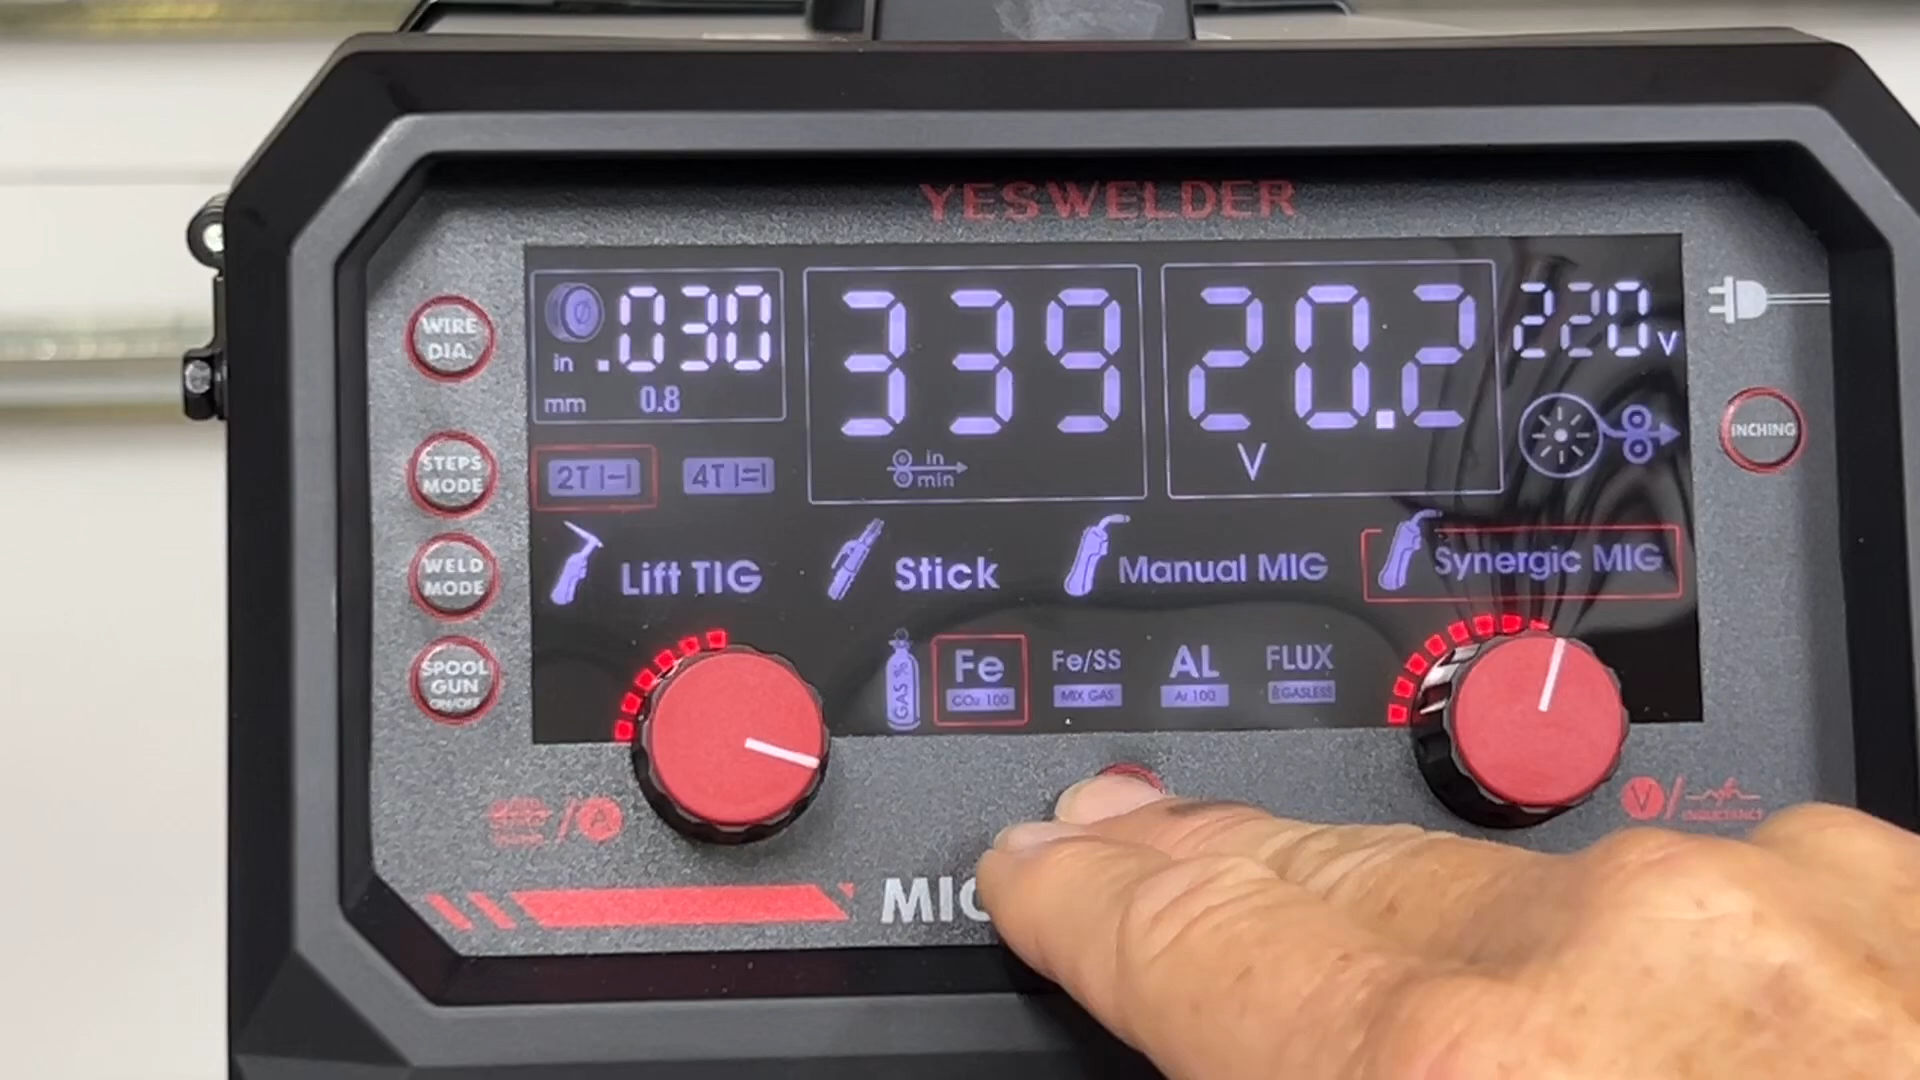 YESWELDER
WIRE DIA.
in .030
mm 0.8
339
in
min
20.2
V
220V
INCHING
STEPS MODE
2T
4T
WELD MODE
Lift TIG
Stick
Manual MIG
Synergic MIG
SPOOL GUN ON/OFF
GAS %
Fe
CO₂ 100
Fe/SS
MIX GAS
AL
Ar 100
FLUX
GASLESS
/ A
V /
INDUCTANCE
MIG